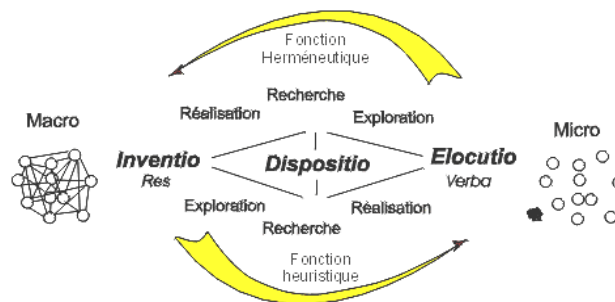 Fonction
Herméneutique
Recherche
Réalisation
Exploration
Macro
Micro
Inventio
Dispositio
Elocutio
Res
Verba
Exploration
Réalisation
Recherche
Fonction
heuristique